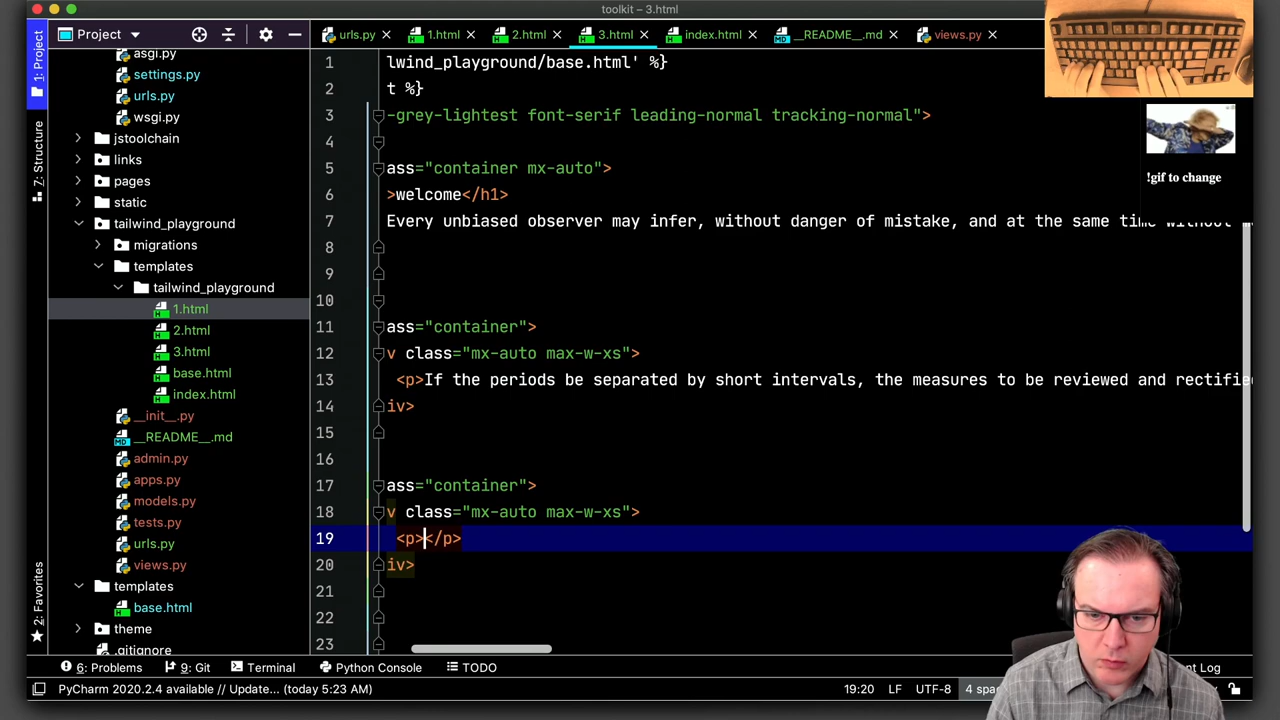 toolkit – 3.html
Project
urls.py
1.html
2.html
3.html
index.html
__README__.md
views.py
1: Project
7: Structure
2: Favorites
asgi.py
settings.py
urls.py
wsgi.py
jstoolchain
links
pages
static
tailwind_playground
migrations
templates
tailwind_playground
1.html
2.html
3.html
base.html
index.html
__init__.py
__README__.md
admin.py
apps.py
models.py
tests.py
urls.py
views.py
templates
base.html
theme
.gitignore
1 lwind_playground/base.html' %}
2 t %}
3 -grey-lightest font-serif leading-normal tracking-normal">
4
5 ass="container mx-auto">
6 >welcome</h1>
7 Every unbiased observer may infer, without danger of mistake, and at the same time without
8
9
10
11 ass="container">
12 v class="mx-auto max-w-xs">
13 <p>If the periods be separated by short intervals, the measures to be reviewed and rectifie
14 iv>
15
16
17 ass="container">
18 v class="mx-auto max-w-xs">
19 <p></p>
20 iv>
21
22
23
!gif to change
6: Problems
9: Git
Terminal
Python Console
TODO
nt Log
PyCharm 2020.2.4 available // Update... (today 5:23 AM)
19:20
LF
UTF-8
4 spac